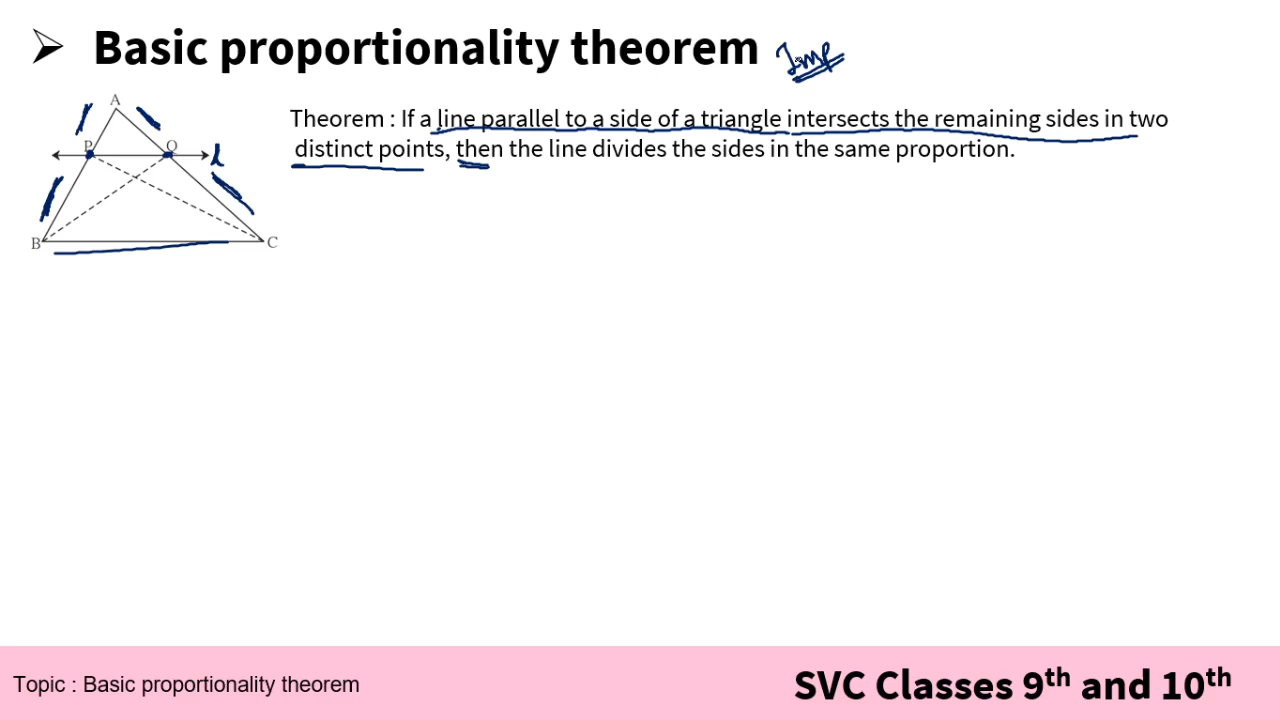 ➢ Basic proportionality theorem Imp
A
P Q l
B C
Theorem : If a line parallel to a side of a triangle intersects the remaining sides in two
distinct points, then the line divides the sides in the same proportion.
Topic : Basic proportionality theorem
SVC Classes 9th and 10th